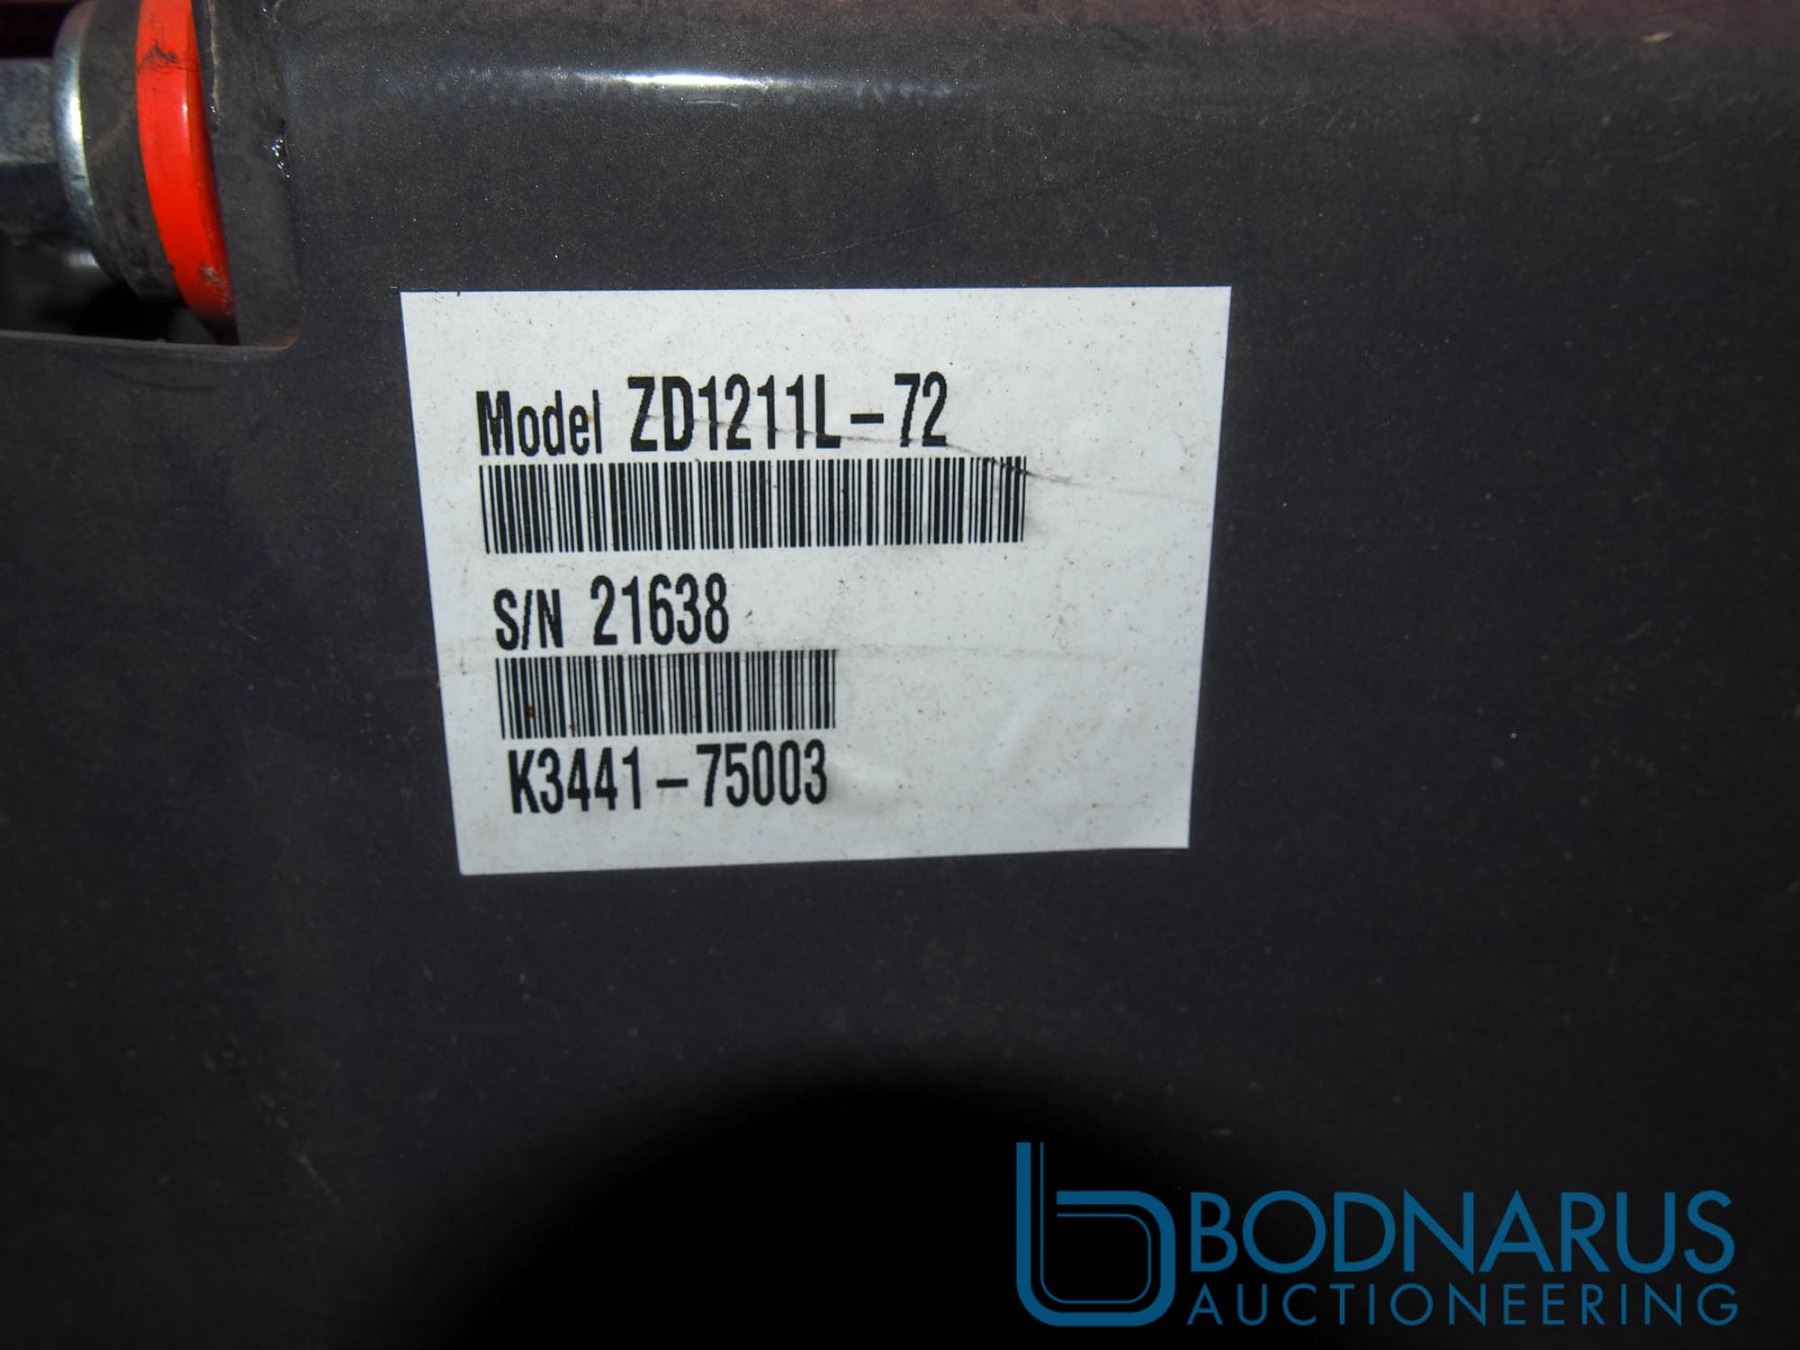 Model ZD1211L-72
S/N 21638
K3441-75003
BODNARUS
AUCTIONEERING